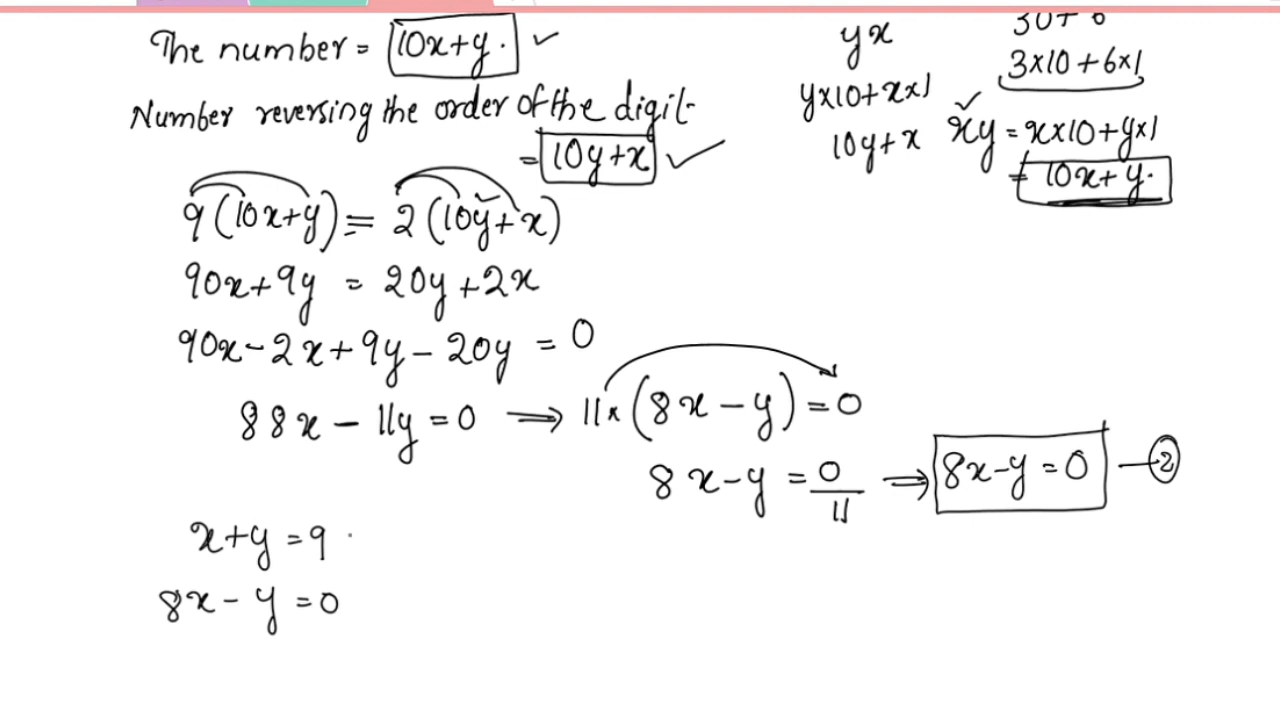 The number = 10x+y.
Number reversing the order of the digit-
= 10y+x
9(10x+y) = 2(10y+x)
90x+9y = 20y+2x
90x-2x+9y-20y = 0
88x - 11y = 0 ⟹ 11×(8x-y)=0
8x-y = 0/11 ⟹ 8x-y=0 —②
x+y=9
8x-y=0
yx
y×10+x×1
10y+x
3×10+6×1
xy = x×10+y×1
= 10x+y.